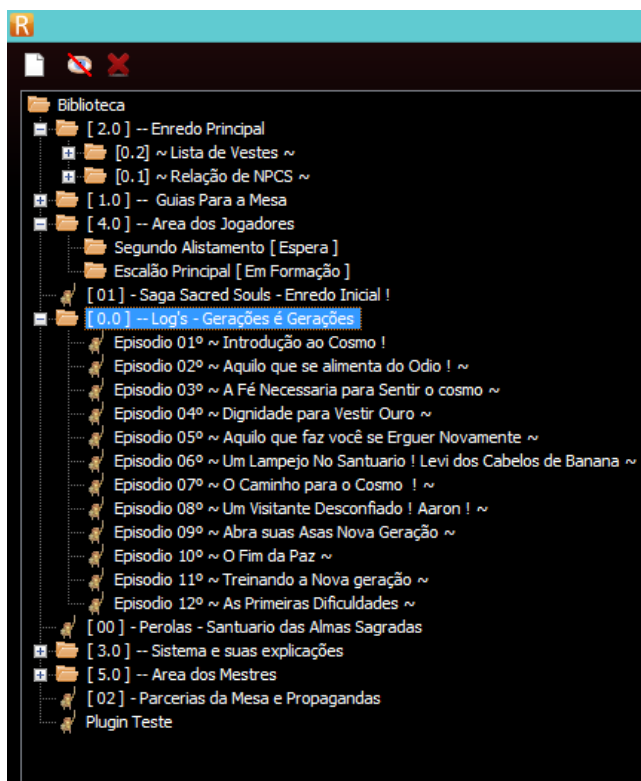 R
Biblioteca
[ 2.0 ] -- Enredo Principal
[0.2] ~ Lista de Vestes ~
[0.1] ~ Relação de NPCS ~
[ 1.0 ] -- Guias Para a Mesa
[ 4.0 ] -- Area dos Jogadores
Segundo Alistamento [ Espera ]
Escalão Principal [ Em Formação ]
[ 01 ] - Saga Sacred Souls - Enredo Inicial !
[ 0.0 ] -- Log's - Gerações é Gerações
Episodio 01º ~ Introdução ao Cosmo !
Episodio 02º ~ Aquilo que se alimenta do Odio ! ~
Episodio 03º ~ A Fé Necessaria para Sentir o cosmo ~
Episodio 04º ~ Dignidade para Vestir Ouro ~
Episodio 05º ~ Aquilo que faz você se Erguer Novamente ~
Episodio 06º ~ Um Lampejo No Santuario ! Levi dos Cabelos de Banana ~
Episodio 07º ~ O Caminho para o Cosmo ! ~
Episodio 08º ~ Um Visitante Desconfiado ! Aaron ! ~
Episodio 09º ~ Abra suas Asas Nova Geração ~
Episodio 10º ~ O Fim da Paz ~
Episodio 11º ~ Treinando a Nova geração ~
Episodio 12º ~ As Primeiras Dificuldades ~
[ 00 ] - Perolas - Santuario das Almas Sagradas
[ 3.0 ] -- Sistema e suas explicações
[ 5.0 ] -- Area dos Mestres
[ 02 ] - Parcerias da Mesa e Propagandas
Plugin Teste